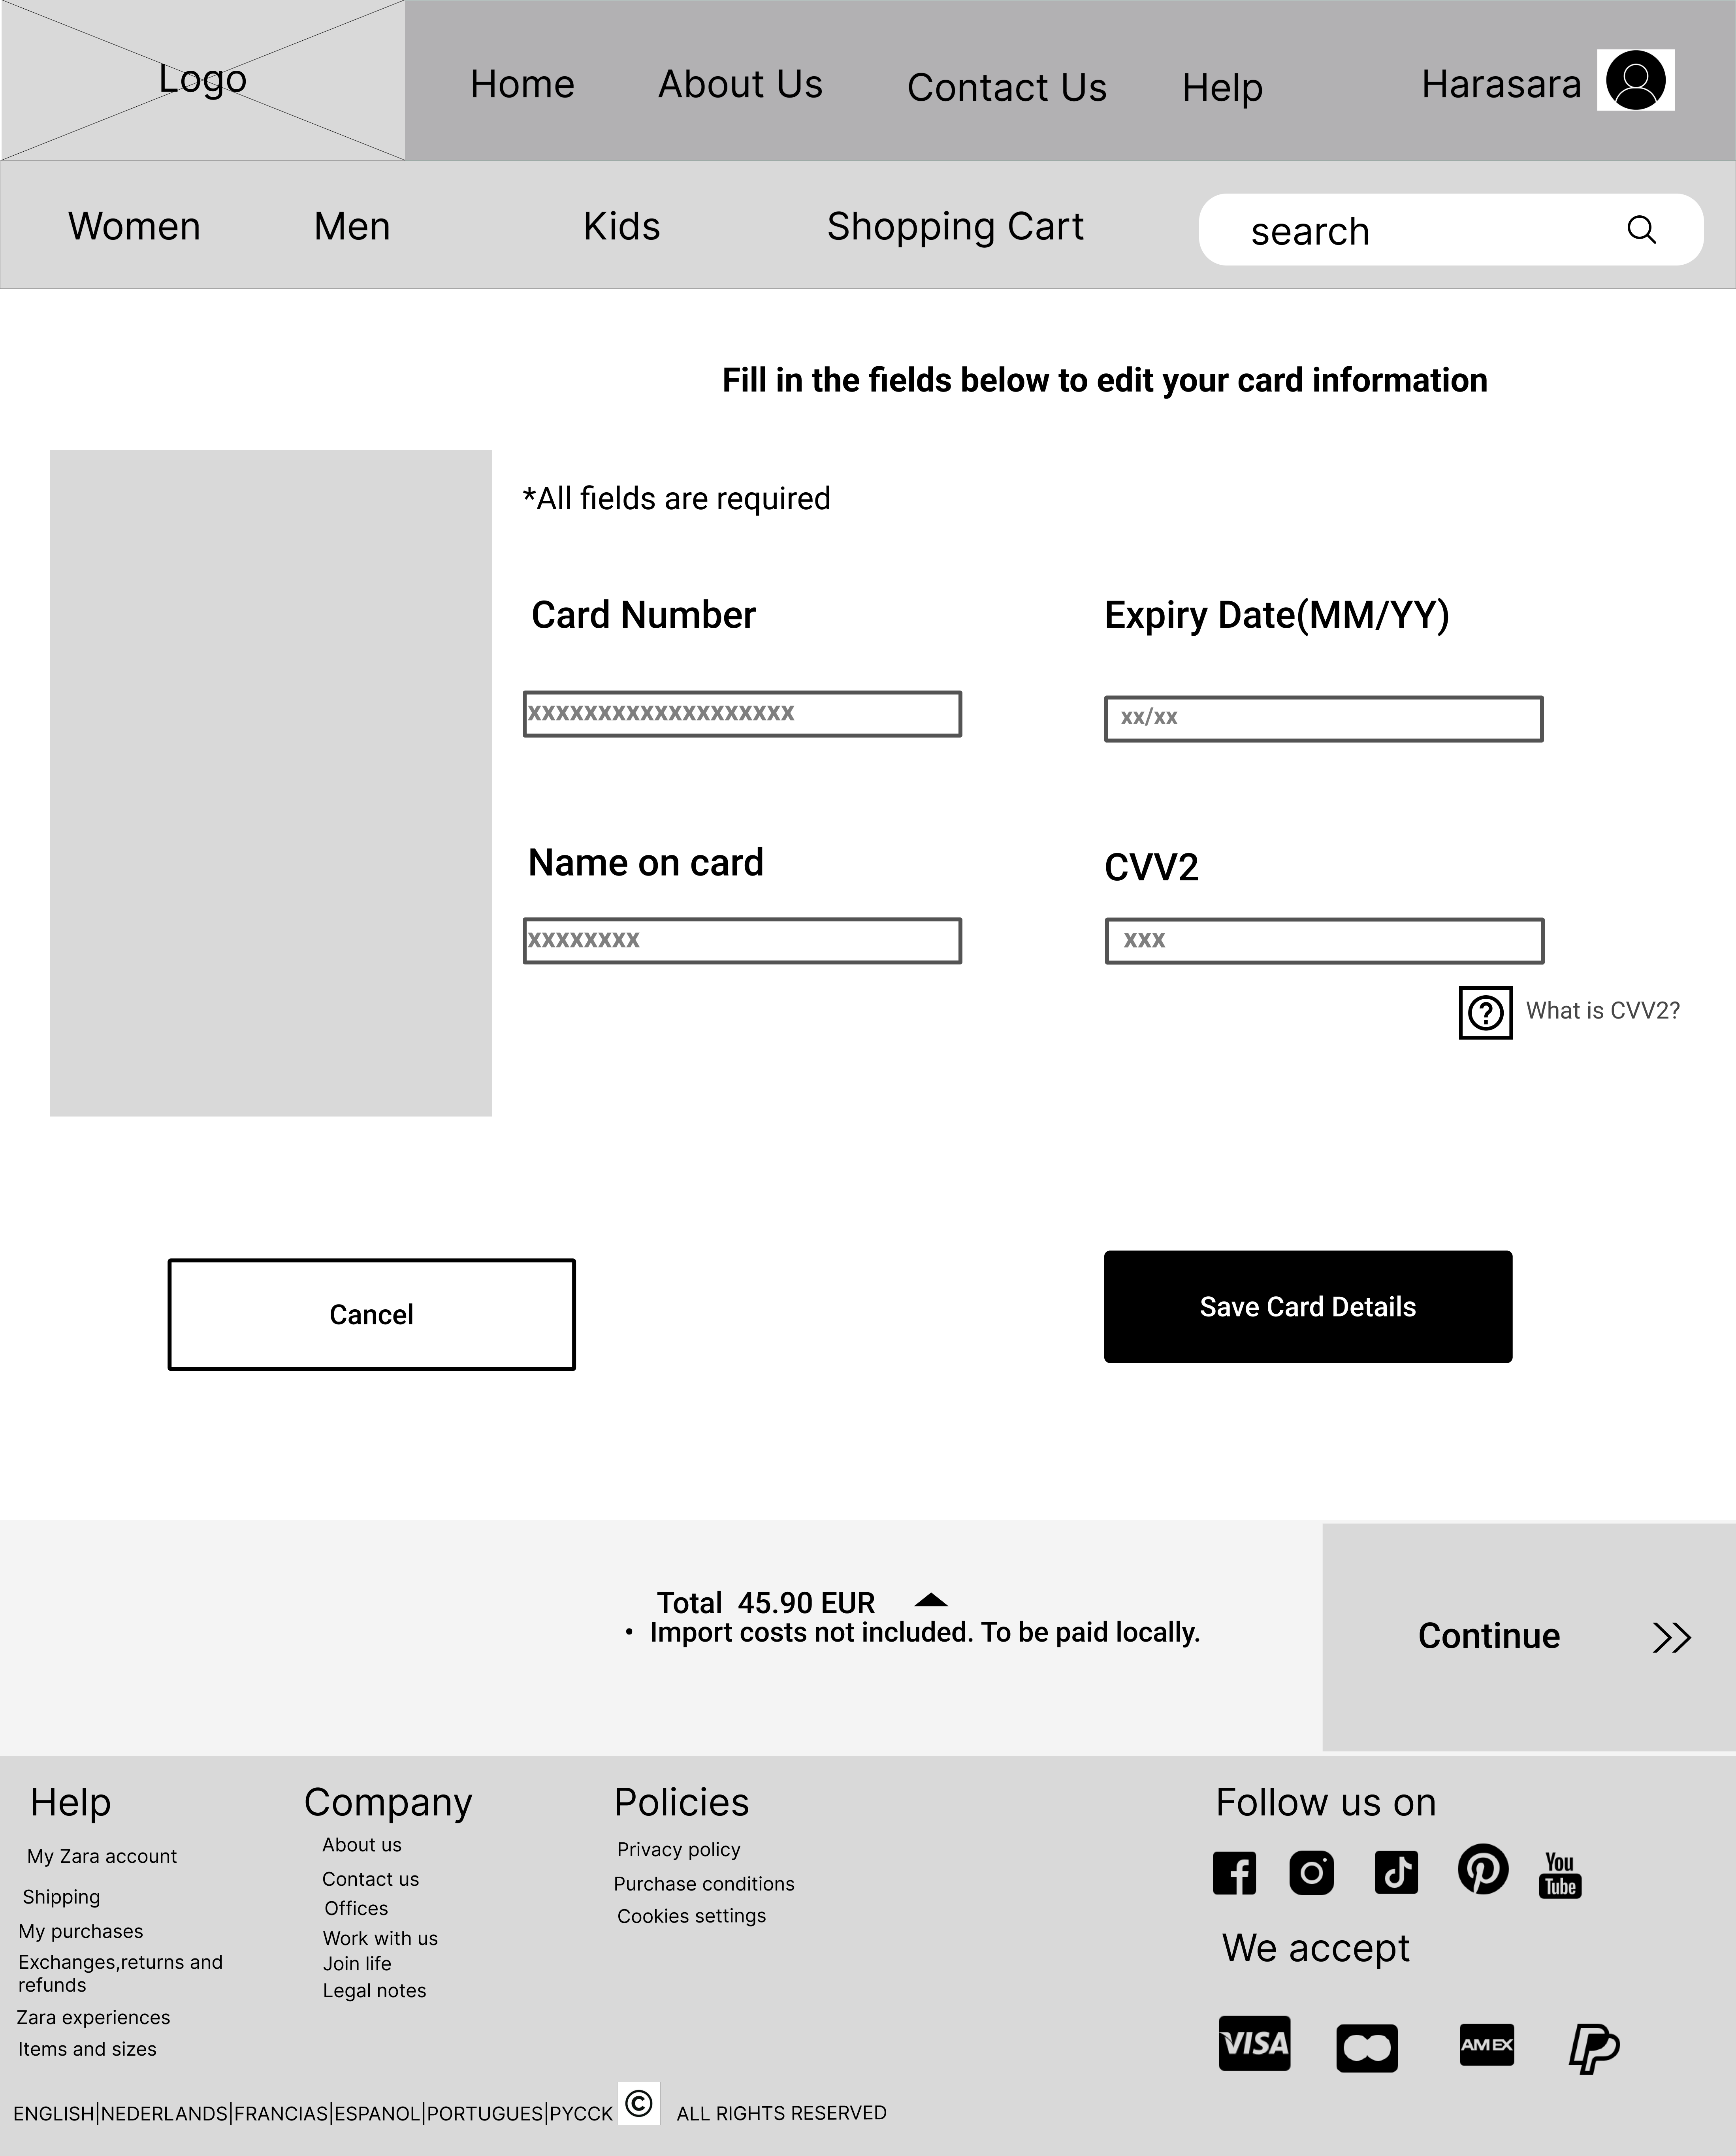 Logo
Home
About Us
Contact Us
Help
Harasara
Women
Men
Kids
Shopping Cart
search
Fill in the fields below to edit your card information
*All fields are required
Card Number
Expiry Date(MM/YY)
xxxxxxxxxxxxxxxxxxx
xx/xx
Name on card
CVV2
xxxxxxxx
xxx
What is CVV2?
Cancel
Save Card Details
Total 45.90 EUR
• Import costs not included. To be paid locally.
Continue
Help
My Zara account
Shipping
My purchases
Exchanges,returns and
refunds
Zara experiences
Items and sizes
Company
About us
Contact us
Offices
Work with us
Join life
Legal notes
Policies
Privacy policy
Purchase conditions
Cookies settings
Follow us on
You
Tube
We accept
VISA
AMEX
ENGLISH|NEDERLANDS|FRANCIAS|ESPANOL|PORTUGUES|PYCCK © ALL RIGHTS RESERVED